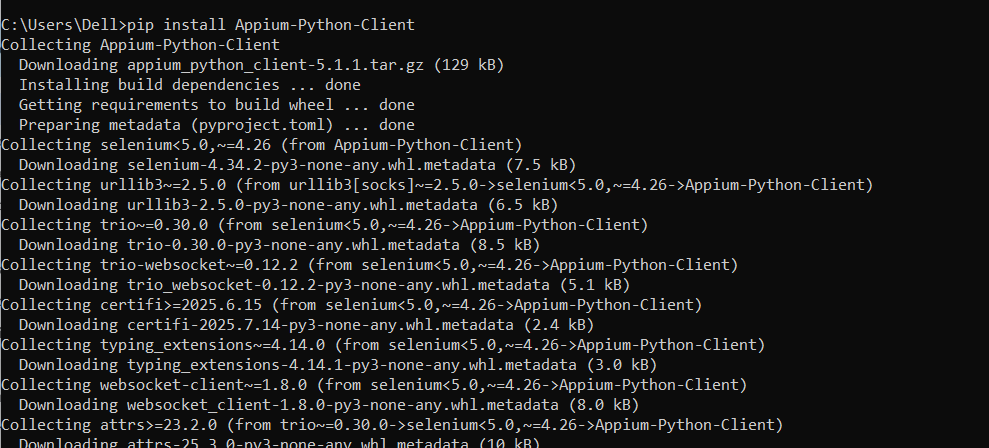 C:\Users\Dell>pip install Appium-Python-Client
Collecting Appium-Python-Client
  Downloading appium_python_client-5.1.1.tar.gz (129 kB)
  Installing build dependencies ... done
  Getting requirements to build wheel ... done
  Preparing metadata (pyproject.toml) ... done
Collecting selenium<5.0,~=4.26 (from Appium-Python-Client)
  Downloading selenium-4.34.2-py3-none-any.whl.metadata (7.5 kB)
Collecting urllib3~=2.5.0 (from urllib3[socks]~=2.5.0->selenium<5.0,~=4.26->Appium-Python-Client)
  Downloading urllib3-2.5.0-py3-none-any.whl.metadata (6.5 kB)
Collecting trio~=0.30.0 (from selenium<5.0,~=4.26->Appium-Python-Client)
  Downloading trio-0.30.0-py3-none-any.whl.metadata (8.5 kB)
Collecting trio-websocket~=0.12.2 (from selenium<5.0,~=4.26->Appium-Python-Client)
  Downloading trio_websocket-0.12.2-py3-none-any.whl.metadata (5.1 kB)
Collecting certifi>=2025.6.15 (from selenium<5.0,~=4.26->Appium-Python-Client)
  Downloading certifi-2025.7.14-py3-none-any.whl.metadata (2.4 kB)
Collecting typing_extensions~=4.14.0 (from selenium<5.0,~=4.26->Appium-Python-Client)
  Downloading typing_extensions-4.14.1-py3-none-any.whl.metadata (3.0 kB)
Collecting websocket-client~=1.8.0 (from selenium<5.0,~=4.26->Appium-Python-Client)
  Downloading websocket_client-1.8.0-py3-none-any.whl.metadata (8.0 kB)
Collecting attrs>=23.2.0 (from trio~=0.30.0->selenium<5.0,~=4.26->Appium-Python-Client)
  Downloading attrs-25.3.0-py3-none-any.whl.metadata (10 kB)